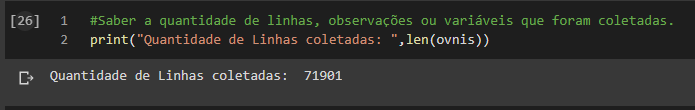 [26] 1 #Saber a quantidade de linhas, observações ou variáveis que foram coletadas.
2 print("Quantidade de Linhas coletadas: ",len(ovnis))
Quantidade de Linhas coletadas:  71901